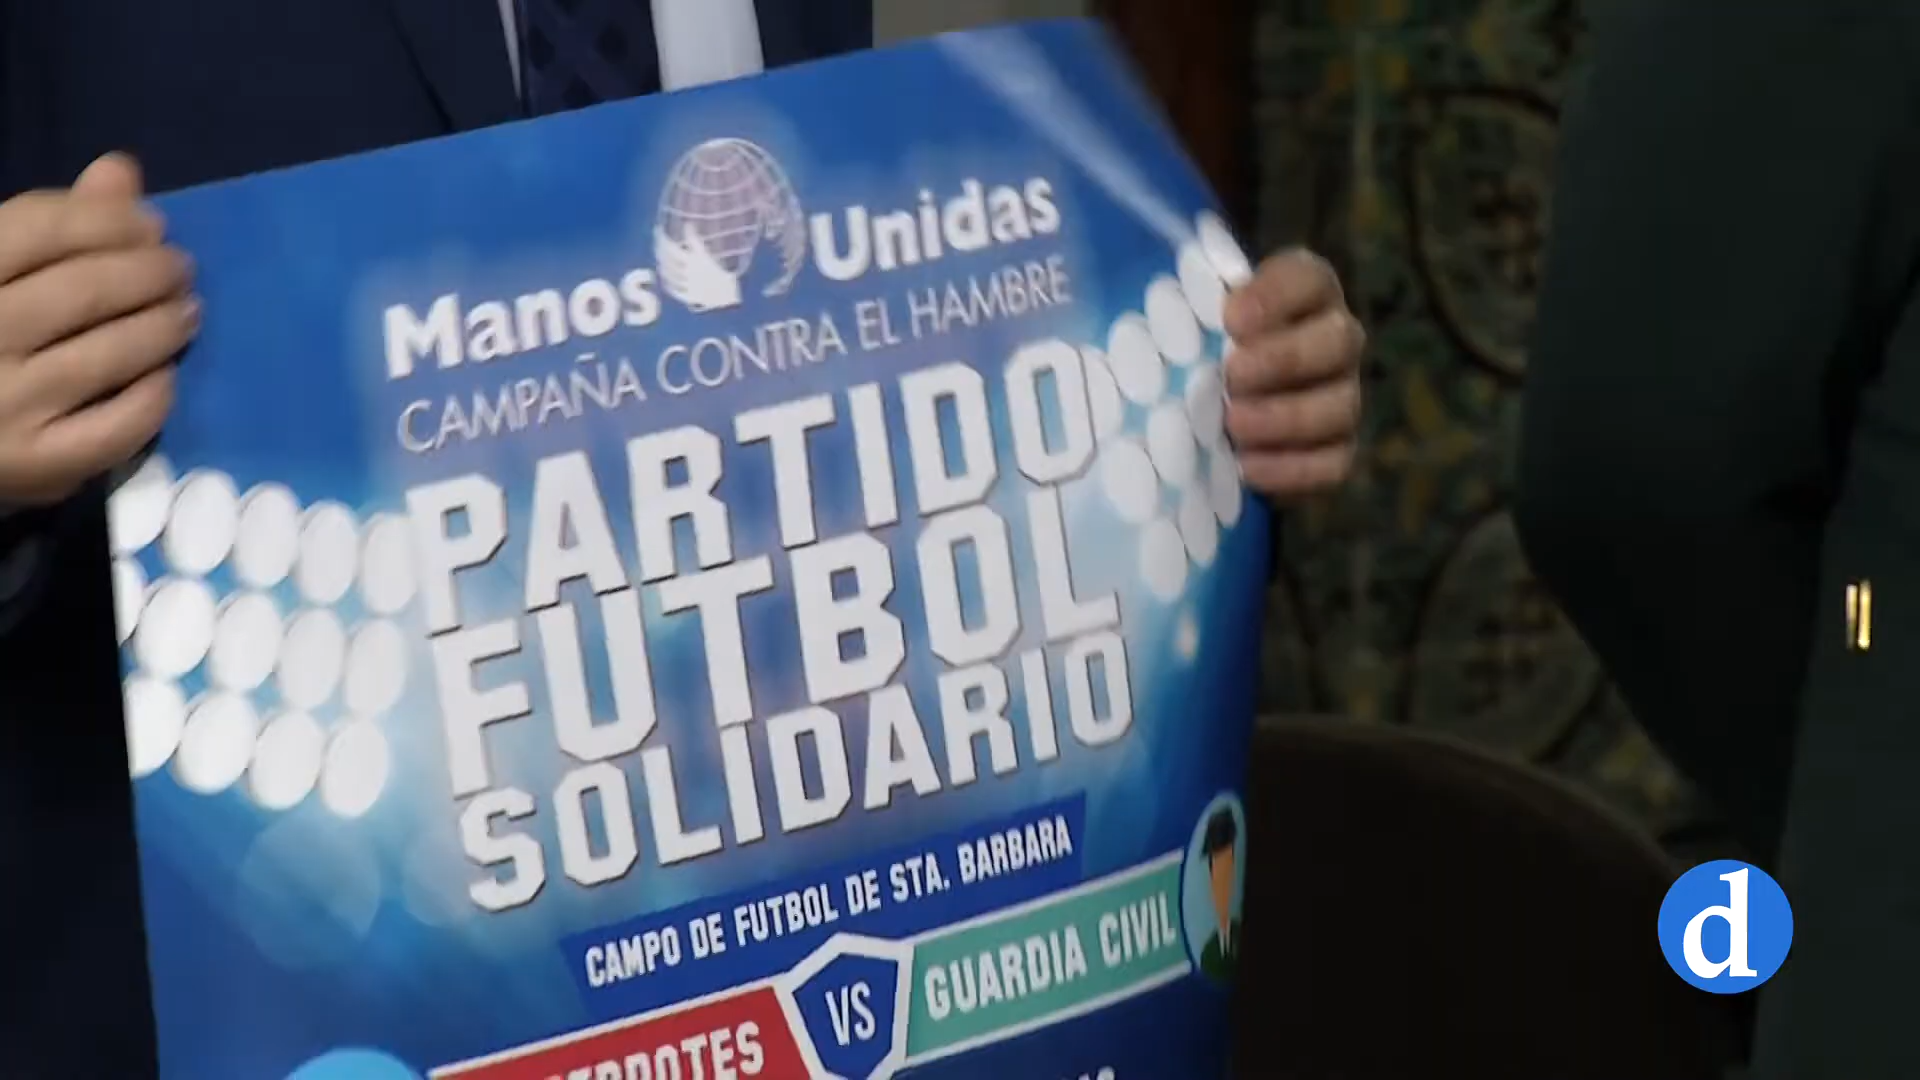 Manos Unidas
CAMPAÑA CONTRA EL HAMBRE
PARTIDO
FUTBOL
SOLIDARIO
CAMPO DE FUTBOL DE STA. BARBARA
VS
GUARDIA CIVIL
d